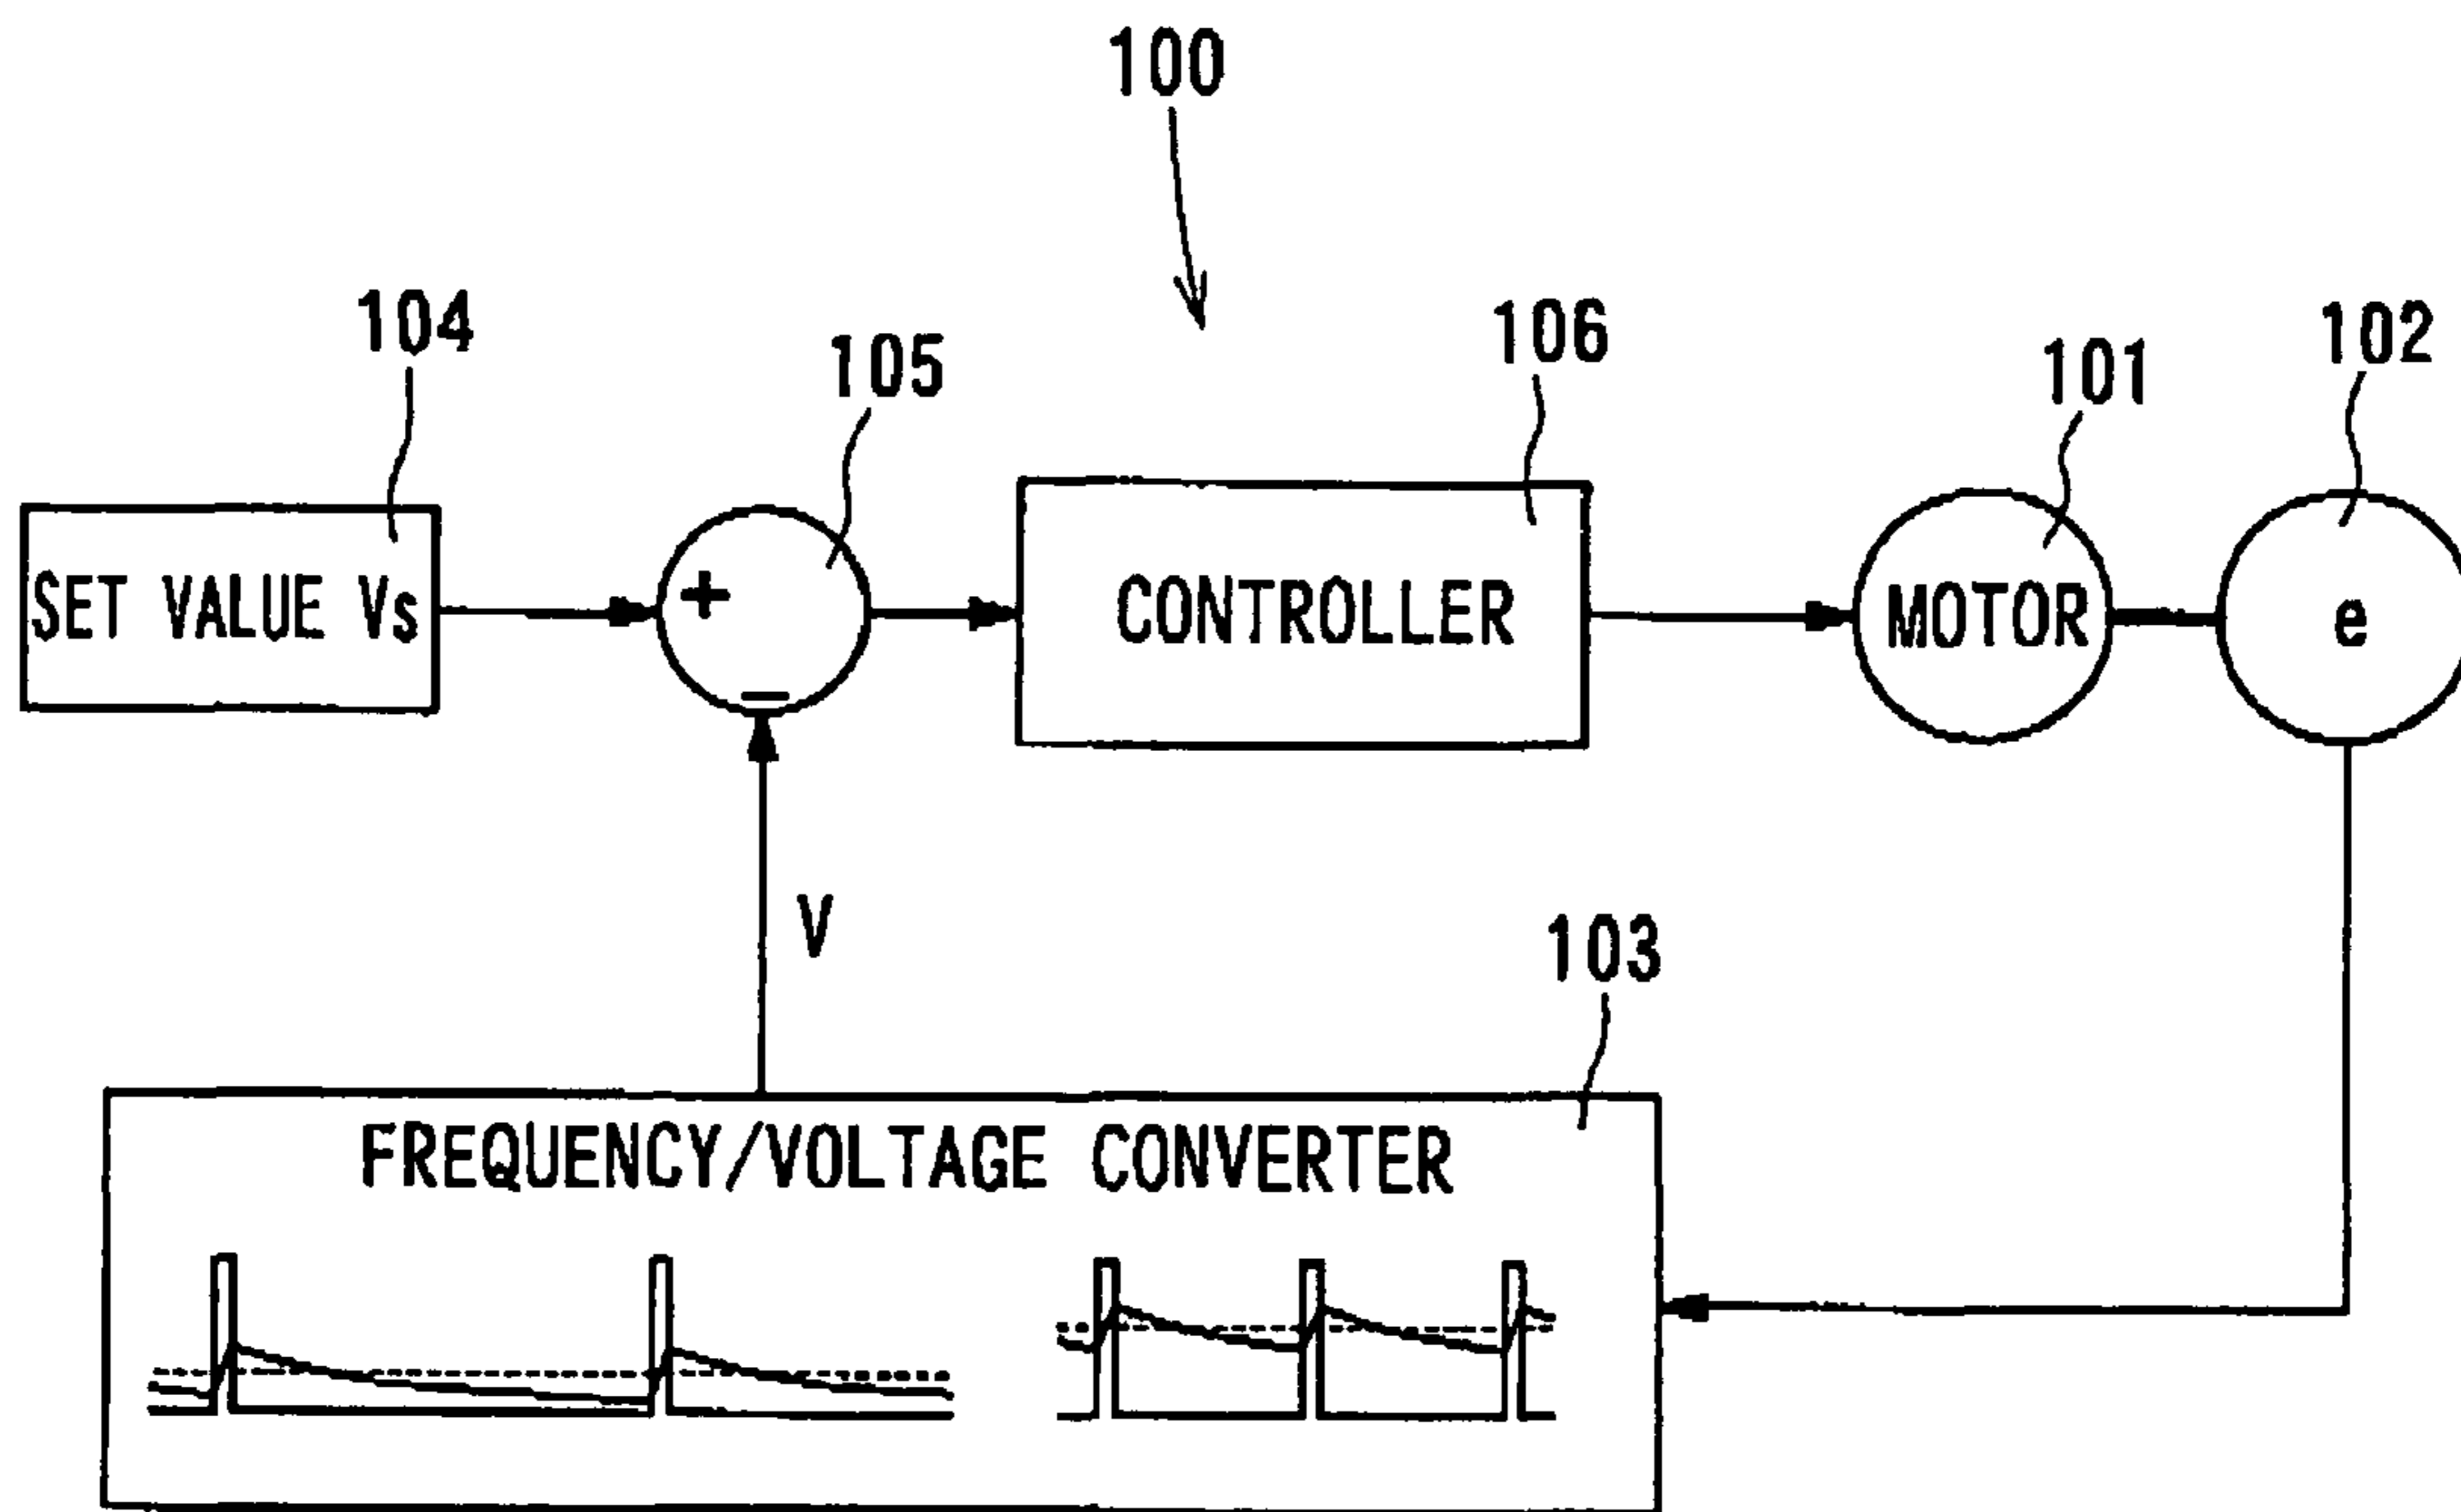 100
104
105
106
101
102
SET VALUE Vs
+
−
CONTROLLER
MOTOR
e
V
103
FREQUENCY/VOLTAGE CONVERTER